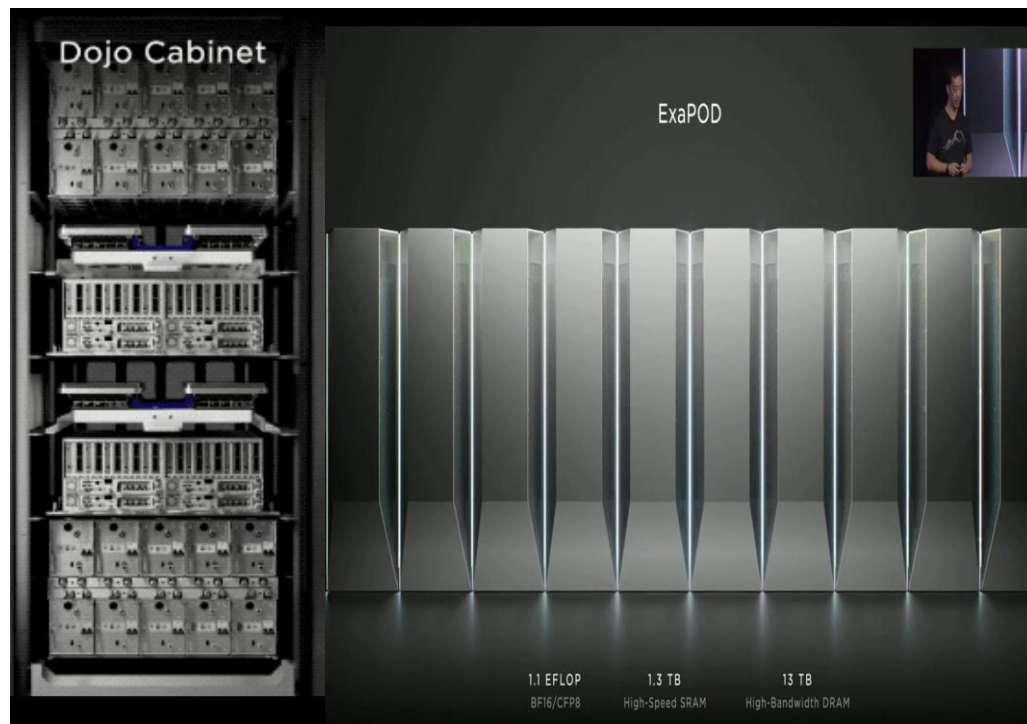 Dojo Cabinet
ExaPOD
1.1 EFLOP
BF16/CFP8
1.3 TB
High-Speed SRAM
13 TB
High-Bandwidth DRAM